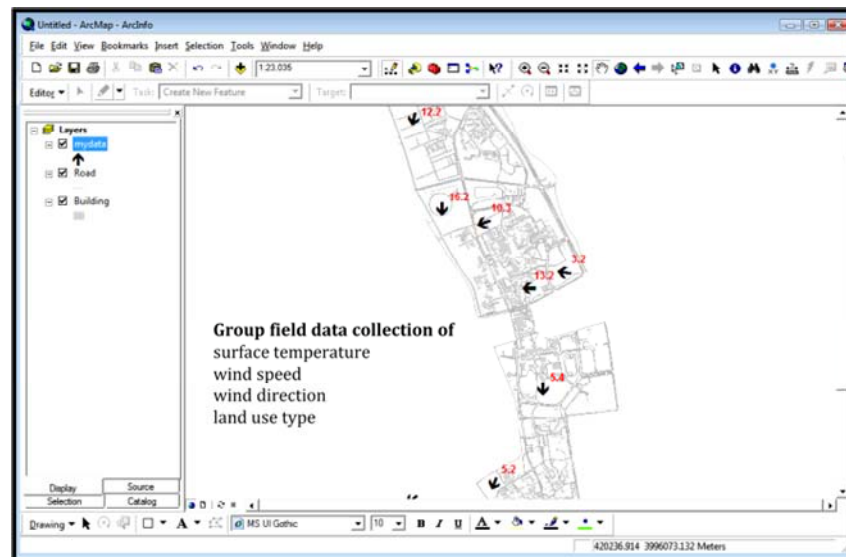 Untitled - ArcMap - ArcInfo
File Edit View Bookmarks Insert Selection Tools Window Help
1:23,035
Editor Task: Create New Feature Target:
Layers
mydata
Road
Building
12.2
16.2
10.2
3.2
13.2
Group field data collection of
surface temperature
wind speed
wind direction
land use type
5.4
5.2
Display Source
Selection Catalog
Drawing A MS UI Gothic 10 B I U A
420236.914 3996073.132 Meters